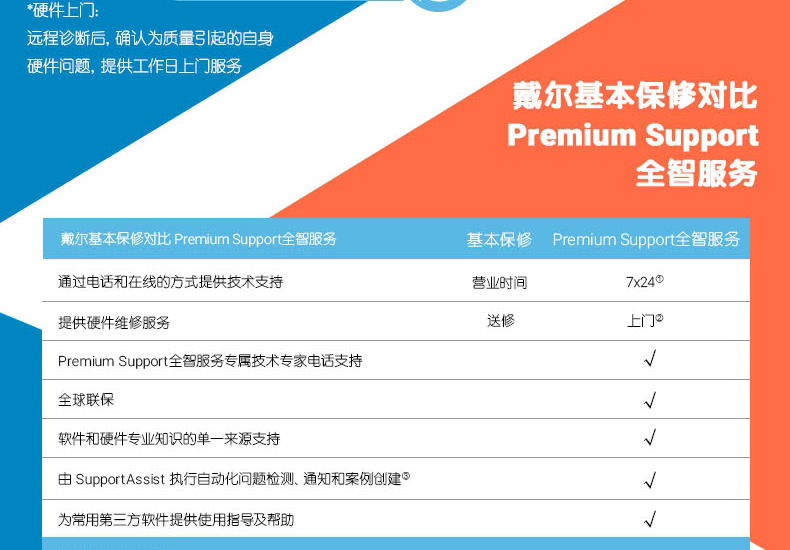 *硬件上门:
远程诊断后, 确认为质量引起的自身
硬件问题, 提供工作日上门服务
戴尔基本保修对比
Premium Support
全智服务
戴尔基本保修对比 Premium Support全智服务 基本保修 Premium Support全智服务
通过电话和在线的方式提供技术支持 营业时间 7x24①
提供硬件维修服务 送修 上门②
Premium Support全智服务专属技术专家电话支持 √
全球联保 √
软件和硬件专业知识的单一来源支持 √
由 SupportAssist 执行自动化问题检测、通知和案例创建③ √
为常用第三方软件提供使用指导及帮助 √